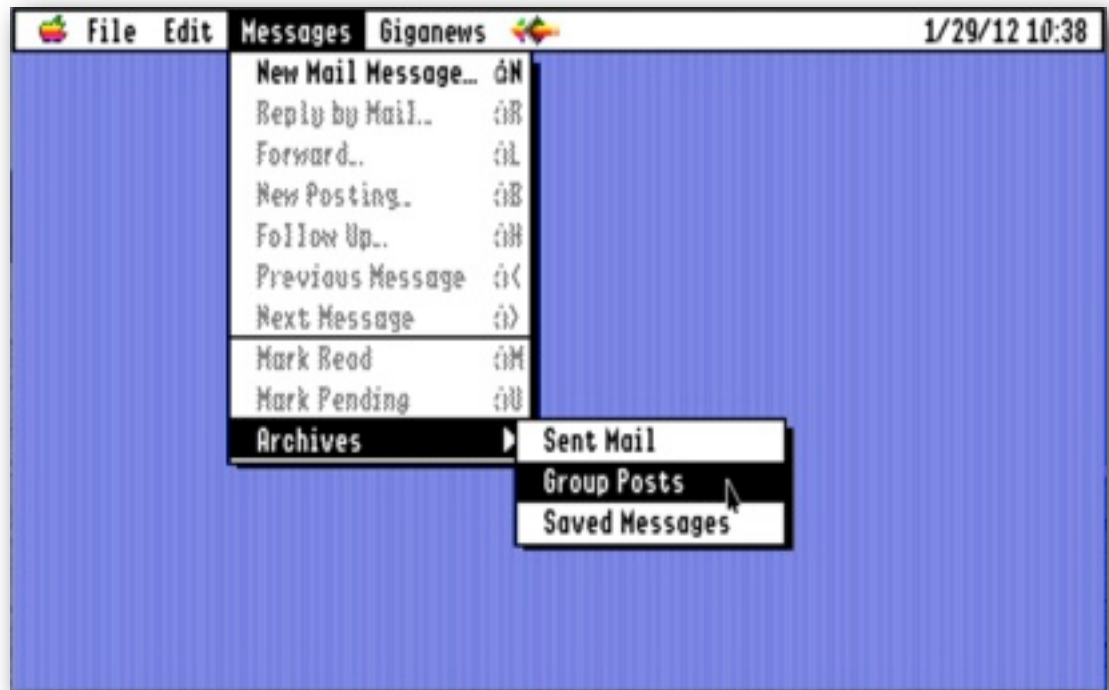 File Edit Messages Giganews 1/29/12 10:38
New Mail Message… N
Reply by Mail… R
Forward… L
New Posting… B
Follow Up… H
Previous Message <
Next Message >
Mark Read M
Mark Pending U
Archives
Sent Mail
Group Posts
Saved Messages